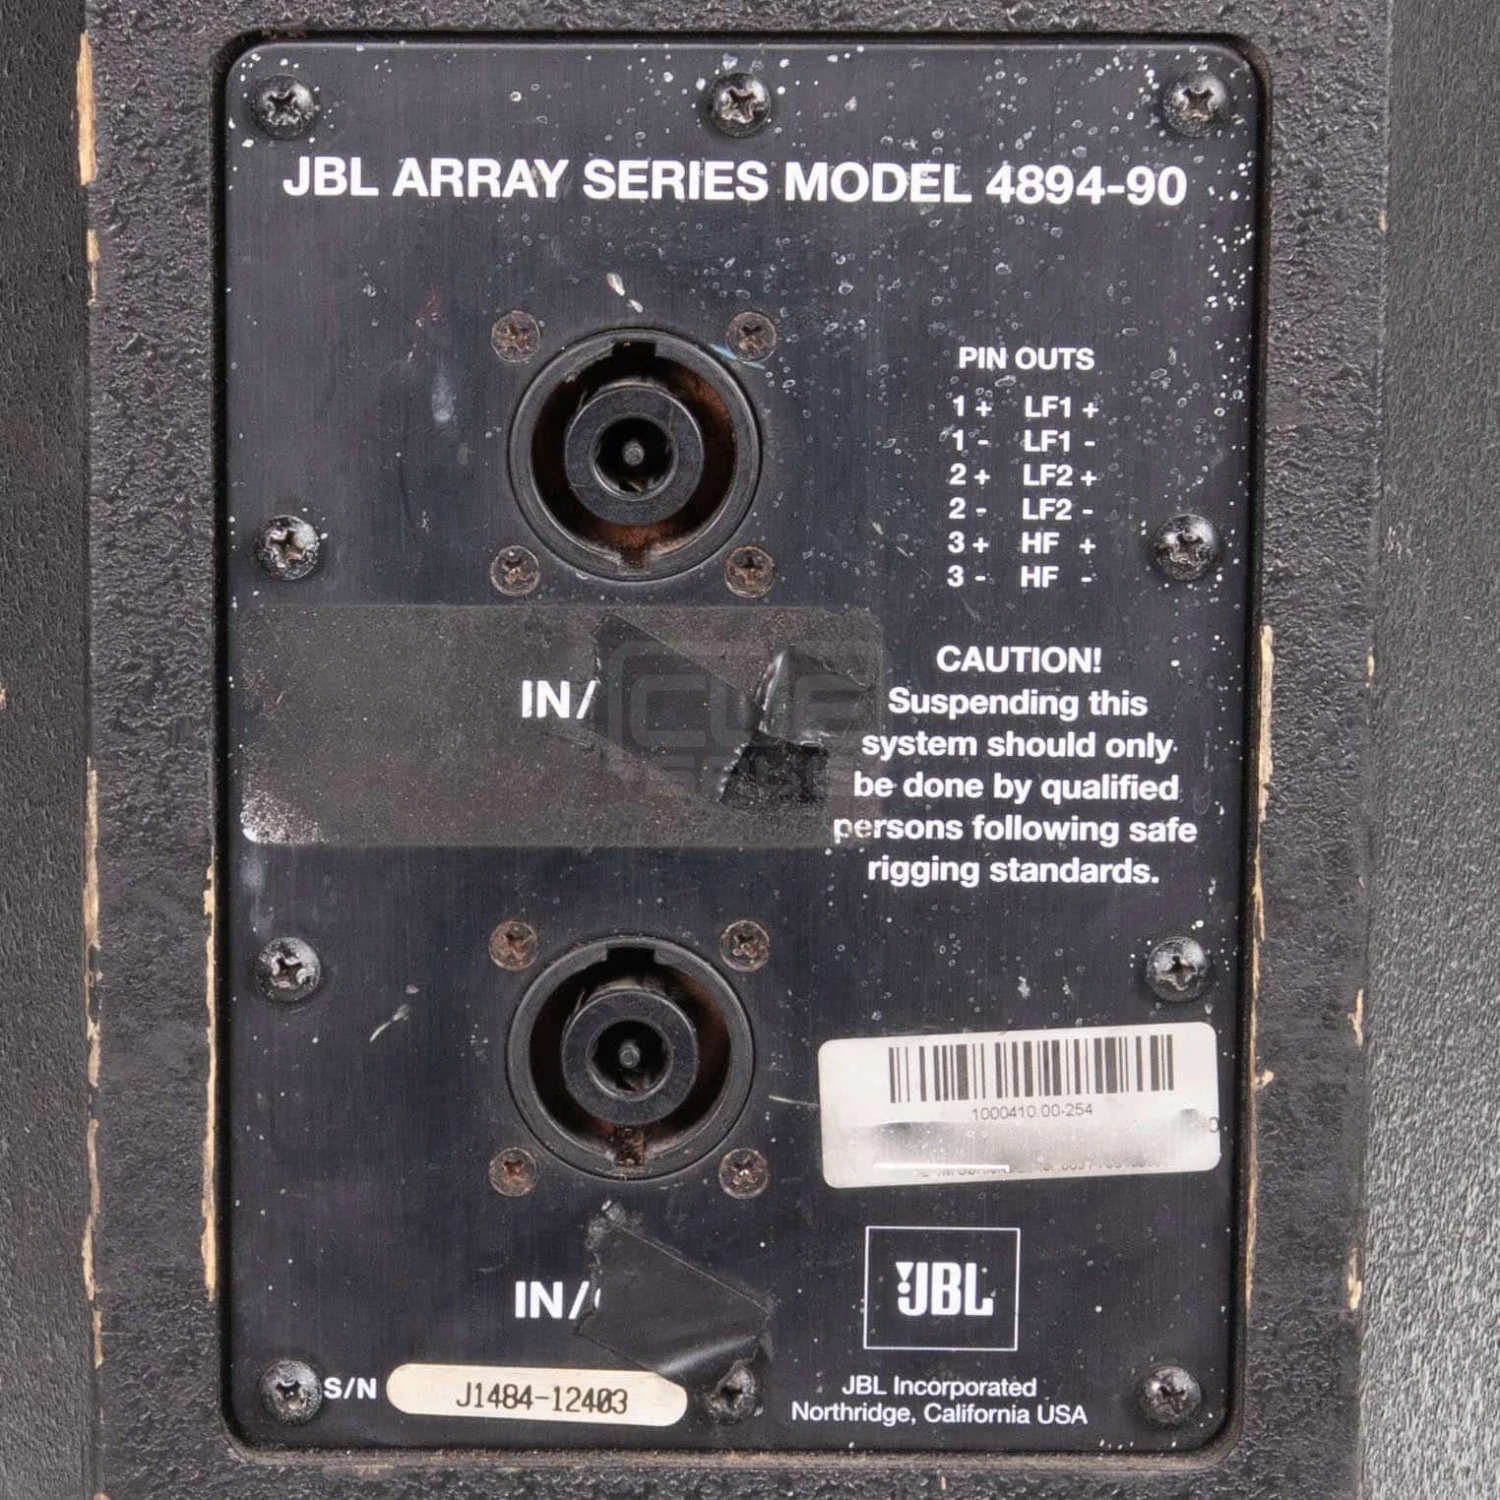 JBL ARRAY SERIES MODEL 4894-90
PIN OUTS
1 + LF1 +
1 - LF1 -
2 + LF2 +
2 - LF2 -
3 + HF +
3 - HF -
IN/
CAUTION!
Suspending this
system should only
be done by qualified
persons following safe
rigging standards.
1000410.00-254
IN/
JBL
S/N J1484-12403
JBL Incorporated
Northridge, California USA